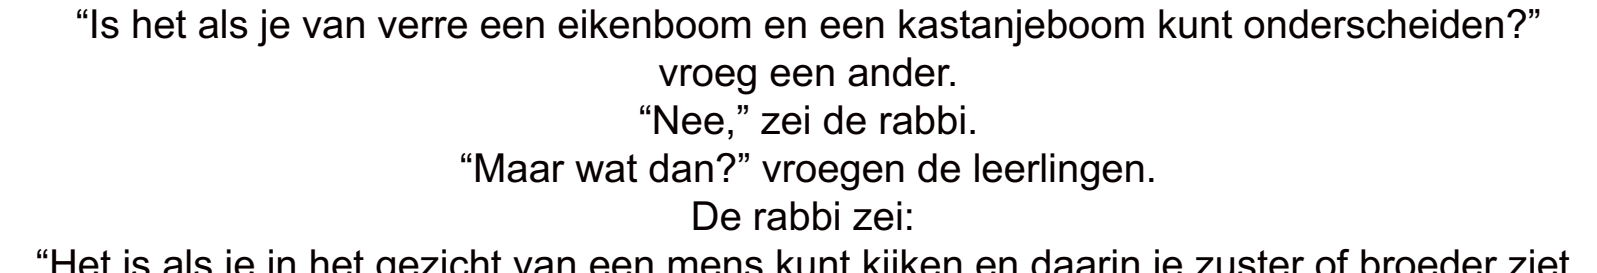 “Is het als je van verre een eikenboom en een kastanjeboom kunt onderscheiden?”
vroeg een ander.
“Nee,” zei de rabbi.
“Maar wat dan?” vroegen de leerlingen.
De rabbi zei:
“Het is als je in het gezicht van een mens kunt kijken en daarin je zuster of broeder ziet